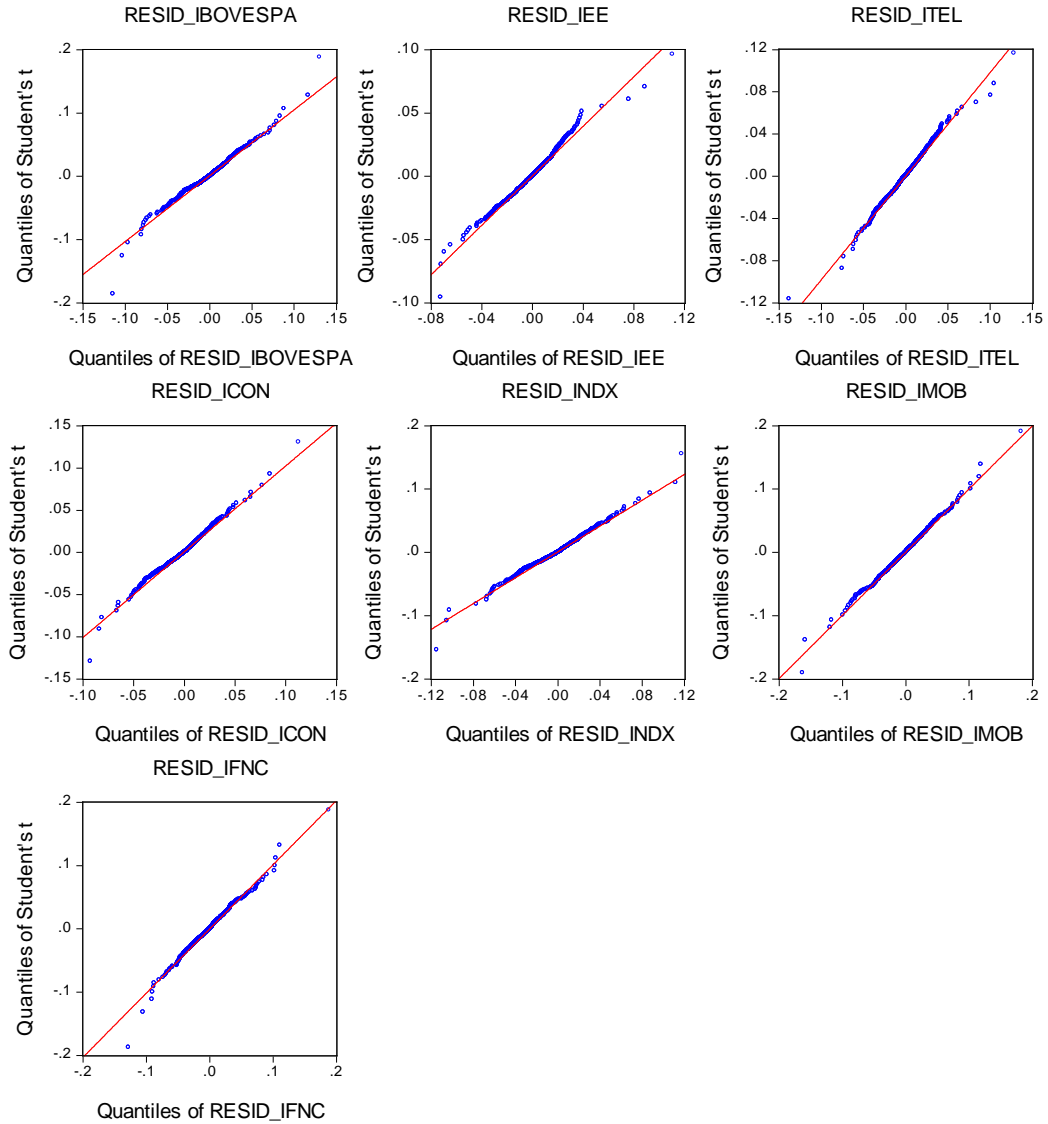 RESID_IBOVESPA
Quantiles of Student's t
.2
.1
.0
-.1
-.2
-.15 -.10 -.05 .00 .05 .10 .15
Quantiles of RESID_IBOVESPA
RESID_IEE
Quantiles of Student's t
.10
.05
.00
-.05
-.10
-.08 -.04 .00 .04 .08 .12
Quantiles of RESID_IEE
RESID_ITEL
Quantiles of Student's t
.12
.08
.04
.00
-.04
-.08
-.12
-.15 -.10 -.05 .00 .05 .10 .15
Quantiles of RESID_ITEL
RESID_ICON
Quantiles of Student's t
.15
.10
.05
.00
-.05
-.10
-.15
-.10 -.05 .00 .05 .10 .15
Quantiles of RESID_ICON
RESID_INDX
Quantiles of Student's t
.2
.1
.0
-.1
-.2
-.12 -.08 -.04 .00 .04 .08 .12
Quantiles of RESID_INDX
RESID_IMOB
Quantiles of Student's t
.2
.1
.0
-.1
-.2
-.2 -.1 .0 .1 .2
Quantiles of RESID_IMOB
RESID_IFNC
Quantiles of Student's t
.2
.1
.0
-.1
-.2
-.2 -.1 .0 .1 .2
Quantiles of RESID_IFNC